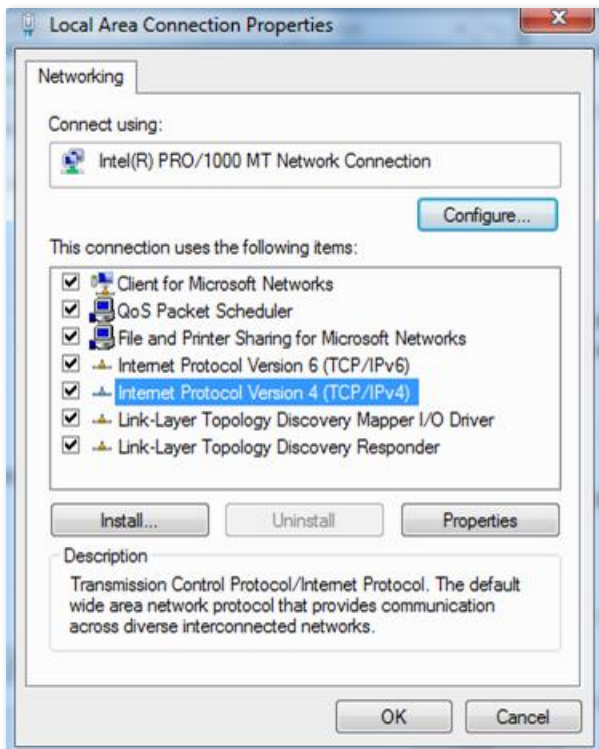 Local Area Connection Properties
Networking
Connect using:
Intel(R) PRO/1000 MT Network Connection
Configure...
This connection uses the following items:
Client for Microsoft Networks
QoS Packet Scheduler
File and Printer Sharing for Microsoft Networks
Internet Protocol Version 6 (TCP/IPv6)
Internet Protocol Version 4 (TCP/IPv4)
Link-Layer Topology Discovery Mapper I/O Driver
Link-Layer Topology Discovery Responder
Install... Uninstall Properties
Description
Transmission Control Protocol/Internet Protocol. The default
wide area network protocol that provides communication
across diverse interconnected networks.
OK Cancel